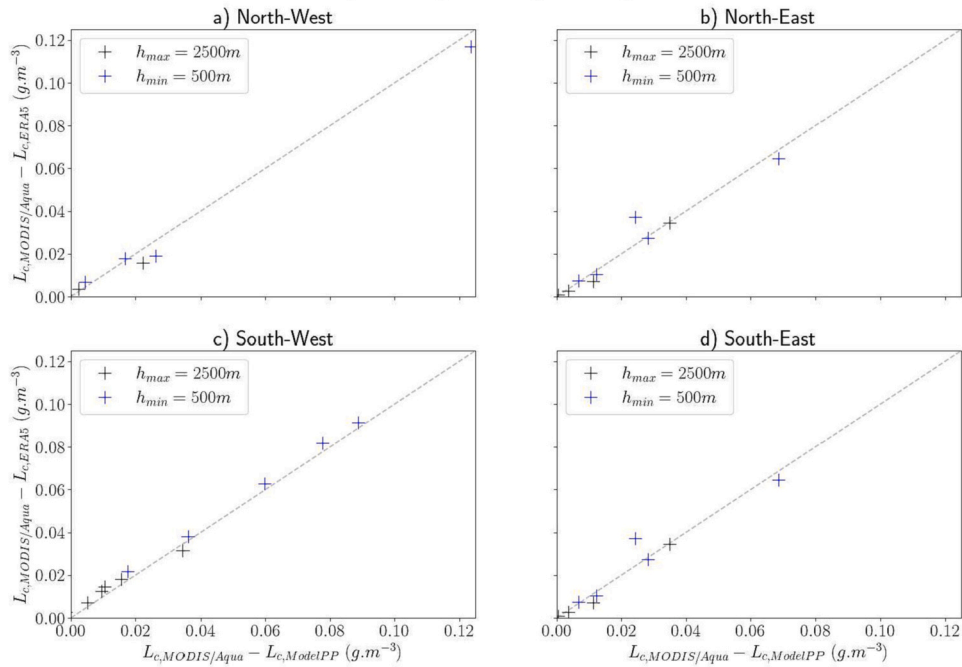 a) North-West
b) North-East
h_{max} = 2500m
h_{min} = 500m
h_{max} = 2500m
h_{min} = 500m
0.12
0.10
0.08
0.06
0.04
0.02
0.00
L_{c,MODIS/Aqua} − L_{c,ERA5} (g.m^{−3})
c) South-West
d) South-East
h_{max} = 2500m
h_{min} = 500m
h_{max} = 2500m
h_{min} = 500m
0.12
0.10
0.08
0.06
0.04
0.02
0.00
L_{c,MODIS/Aqua} − L_{c,ERA5} (g.m^{−3})
0.00 0.02 0.04 0.06 0.08 0.10 0.12
0.00 0.02 0.04 0.06 0.08 0.10 0.12
L_{c,MODIS/Aqua} − L_{c,ModelPP} (g.m^{−3})
L_{c,MODIS/Aqua} − L_{c,ModelPP} (g.m^{−3})